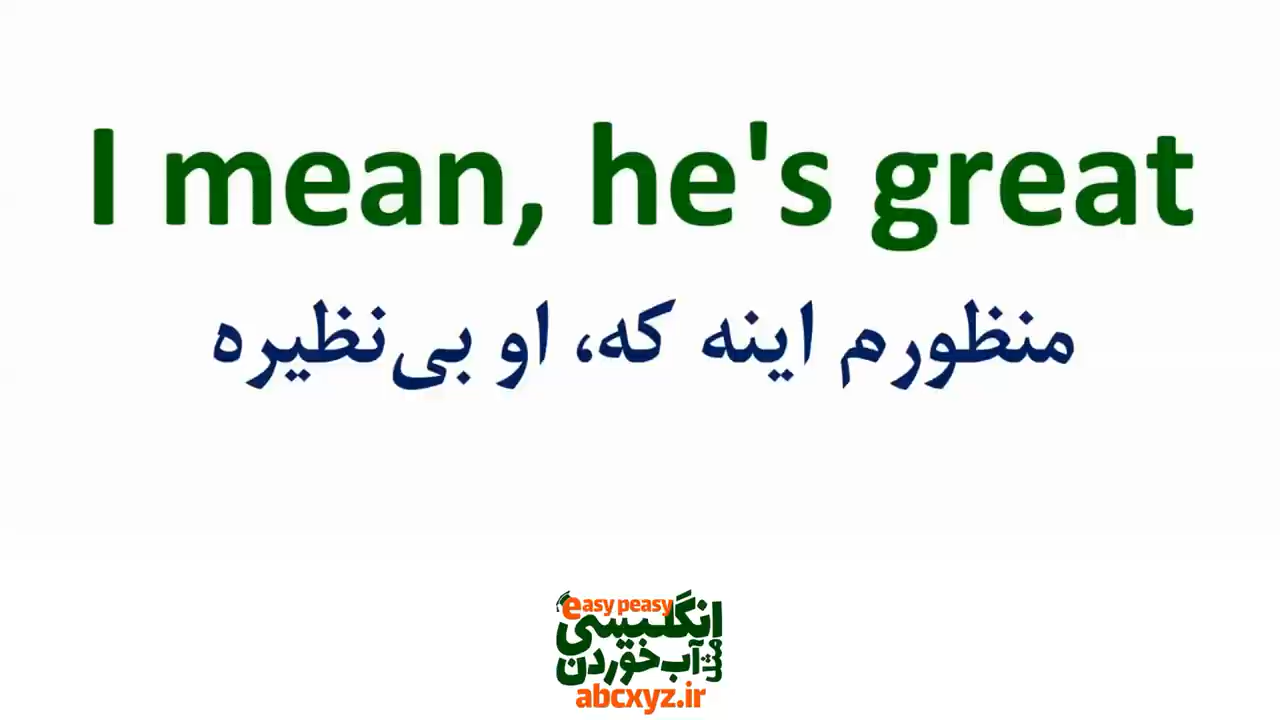 I mean, he's great
منظورم اینه که، او بی‌نظیره
easy peasy
انگلیسی
مثل آب خوردن
abcxyz.ir